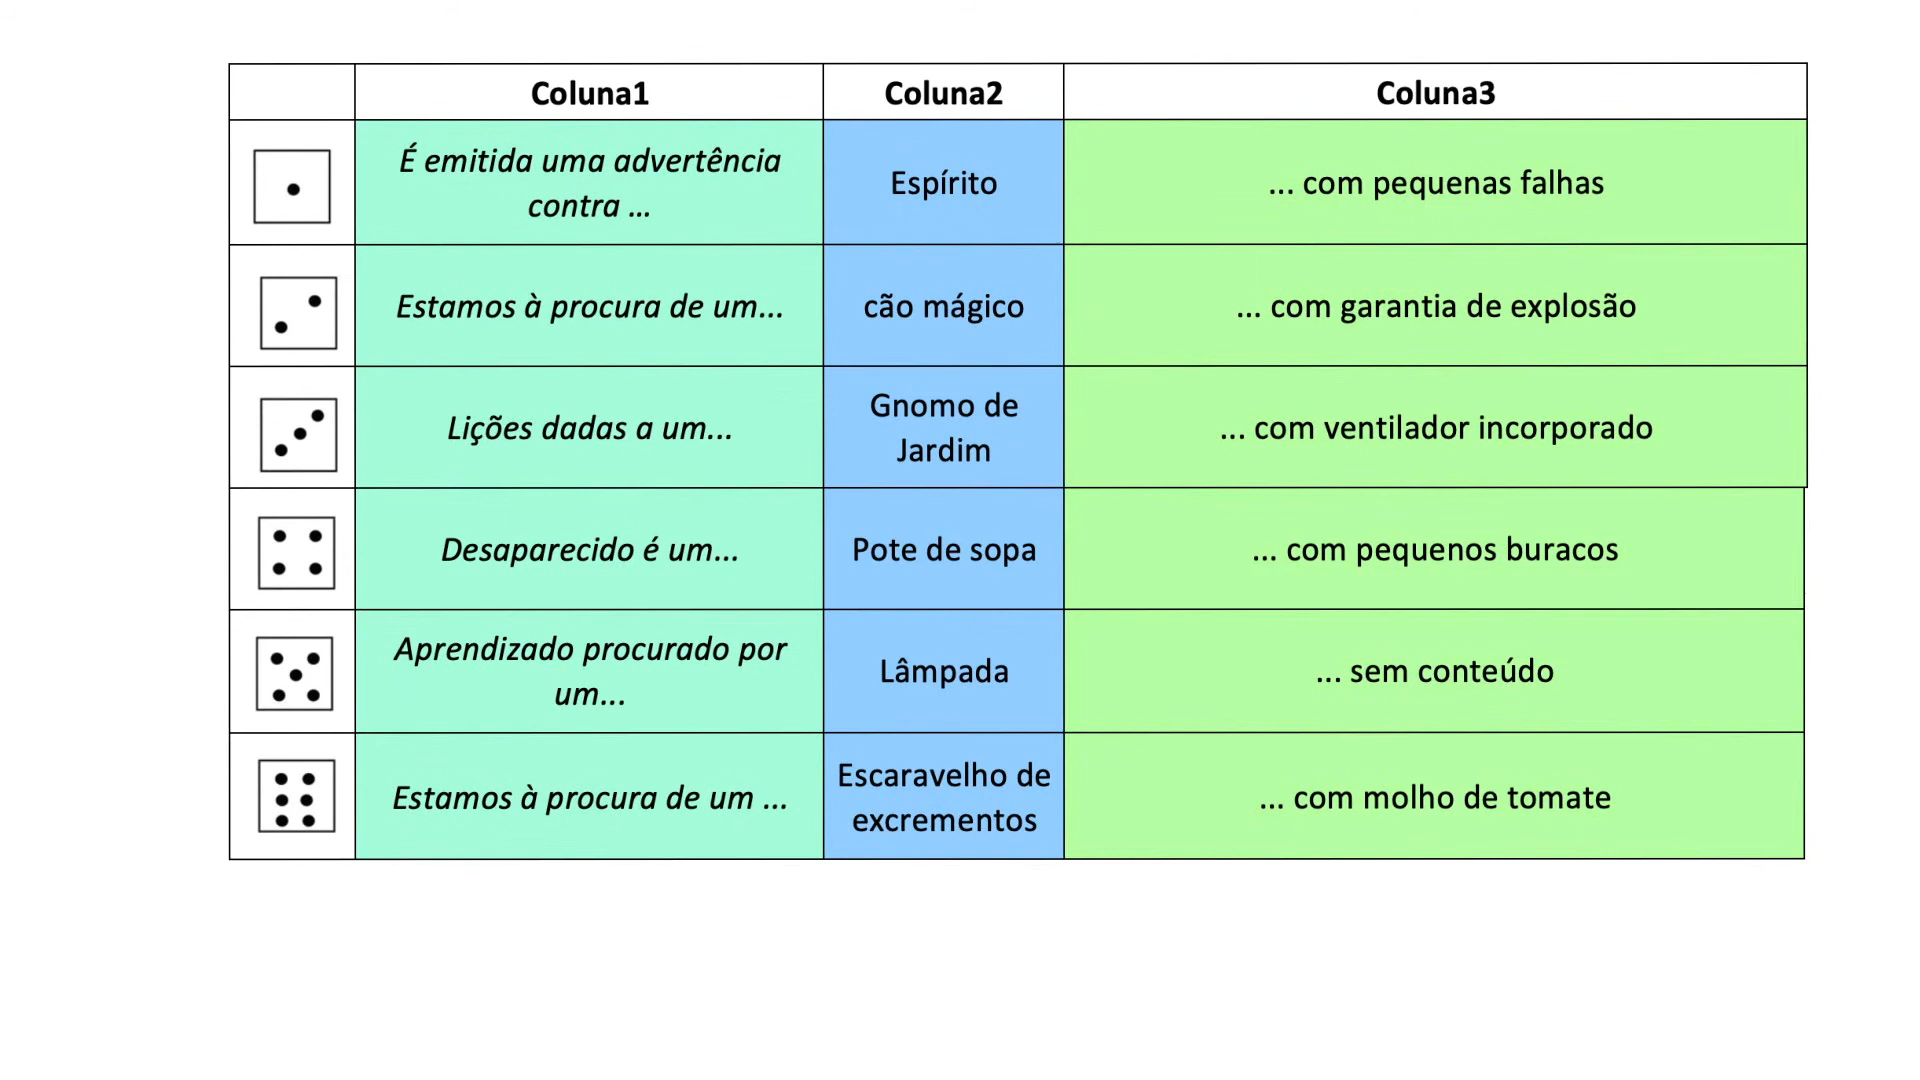 Coluna1
Coluna2
Coluna3
É emitida uma advertência
contra ...
Espírito
... com pequenas falhas
Estamos à procura de um...
cão mágico
... com garantia de explosão
Lições dadas a um...
Gnomo de
Jardim
... com ventilador incorporado
Desaparecido é um...
Pote de sopa
... com pequenos buracos
Aprendizado procurado por
um...
Lâmpada
... sem conteúdo
Estamos à procura de um ...
Escaravelho de
excrementos
... com molho de tomate